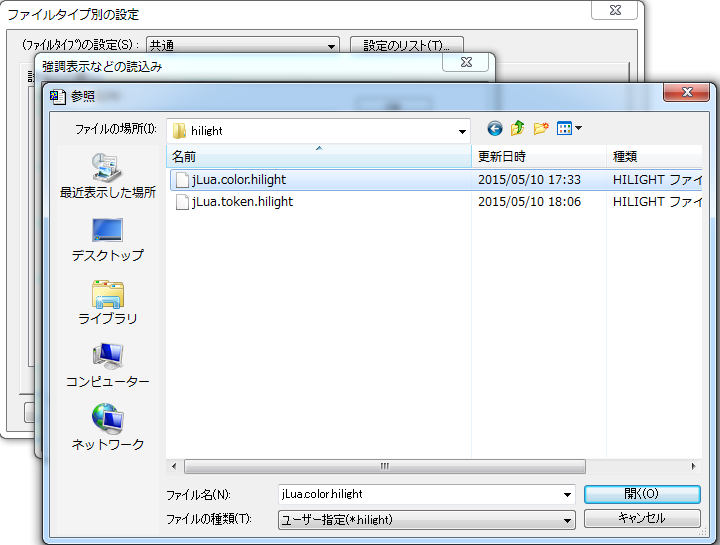 ファイルタイプ別の設定
(ﾌｧｲﾙﾀｲﾌﾟ)の設定(S):
共通
設定のリスト(T)...
強調表示などの読込み
参照
ファイルの場所(I):
hilight
名前
更新日時
種類
jLua.color.hilight
2015/05/10 17:33
HILIGHT ファイ
jLua.token.hilight
2015/05/10 18:06
HILIGHT ファイ
最近表示した場所
デスクトップ
ライブラリ
コンピューター
ネットワーク
ファイル名(N):
jLua.color.hilight
開く(O)
ファイルの種類(T):
ユーザー指定(*.hilight)
キャンセル